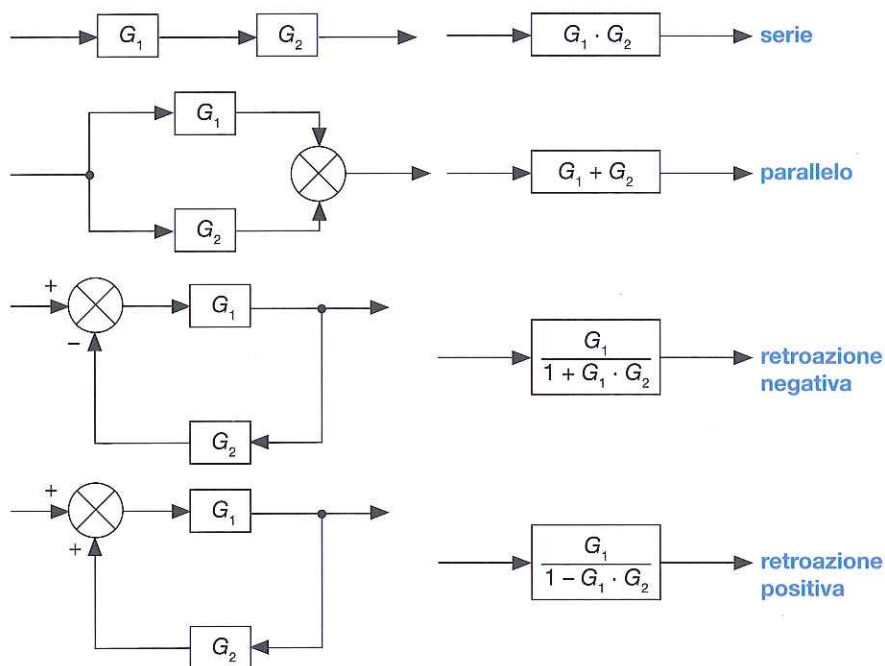 G₁ G₂ G₁ · G₂ serie
G₁
G₂
G₁ + G₂ parallelo
+
−
G₁
G₂
G₁
1 + G₁ · G₂
retroazione
negativa
+
+
G₁
G₂
G₁
1 − G₁ · G₂
retroazione
positiva